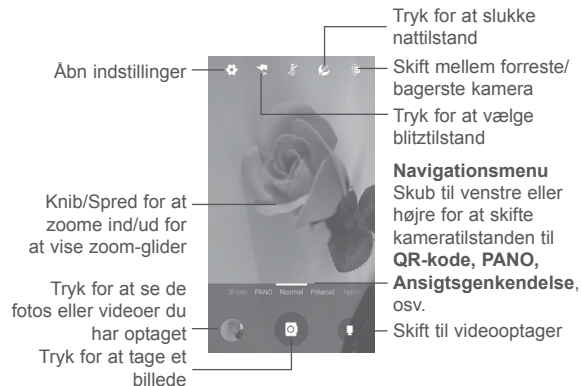 Tryk for at slukke
nattilstand
Åbn indstillinger
Skift mellem forreste/
bagerste kamera
Tryk for at vælge
blitztilstand
Navigationsmenu
Skub til venstre eller
højre for at skifte
kameratilstanden til
QR-kode, PANO,
Ansigtsgenkendelse,
osv.
Knib/Spred for at
zoome ind/ud for
at vise zoom-glider
PANO Normal Polaroid
Tryk for at se de
fotos eller videoer du
har optaget
Skift til videooptager
Tryk for at tage et
billede